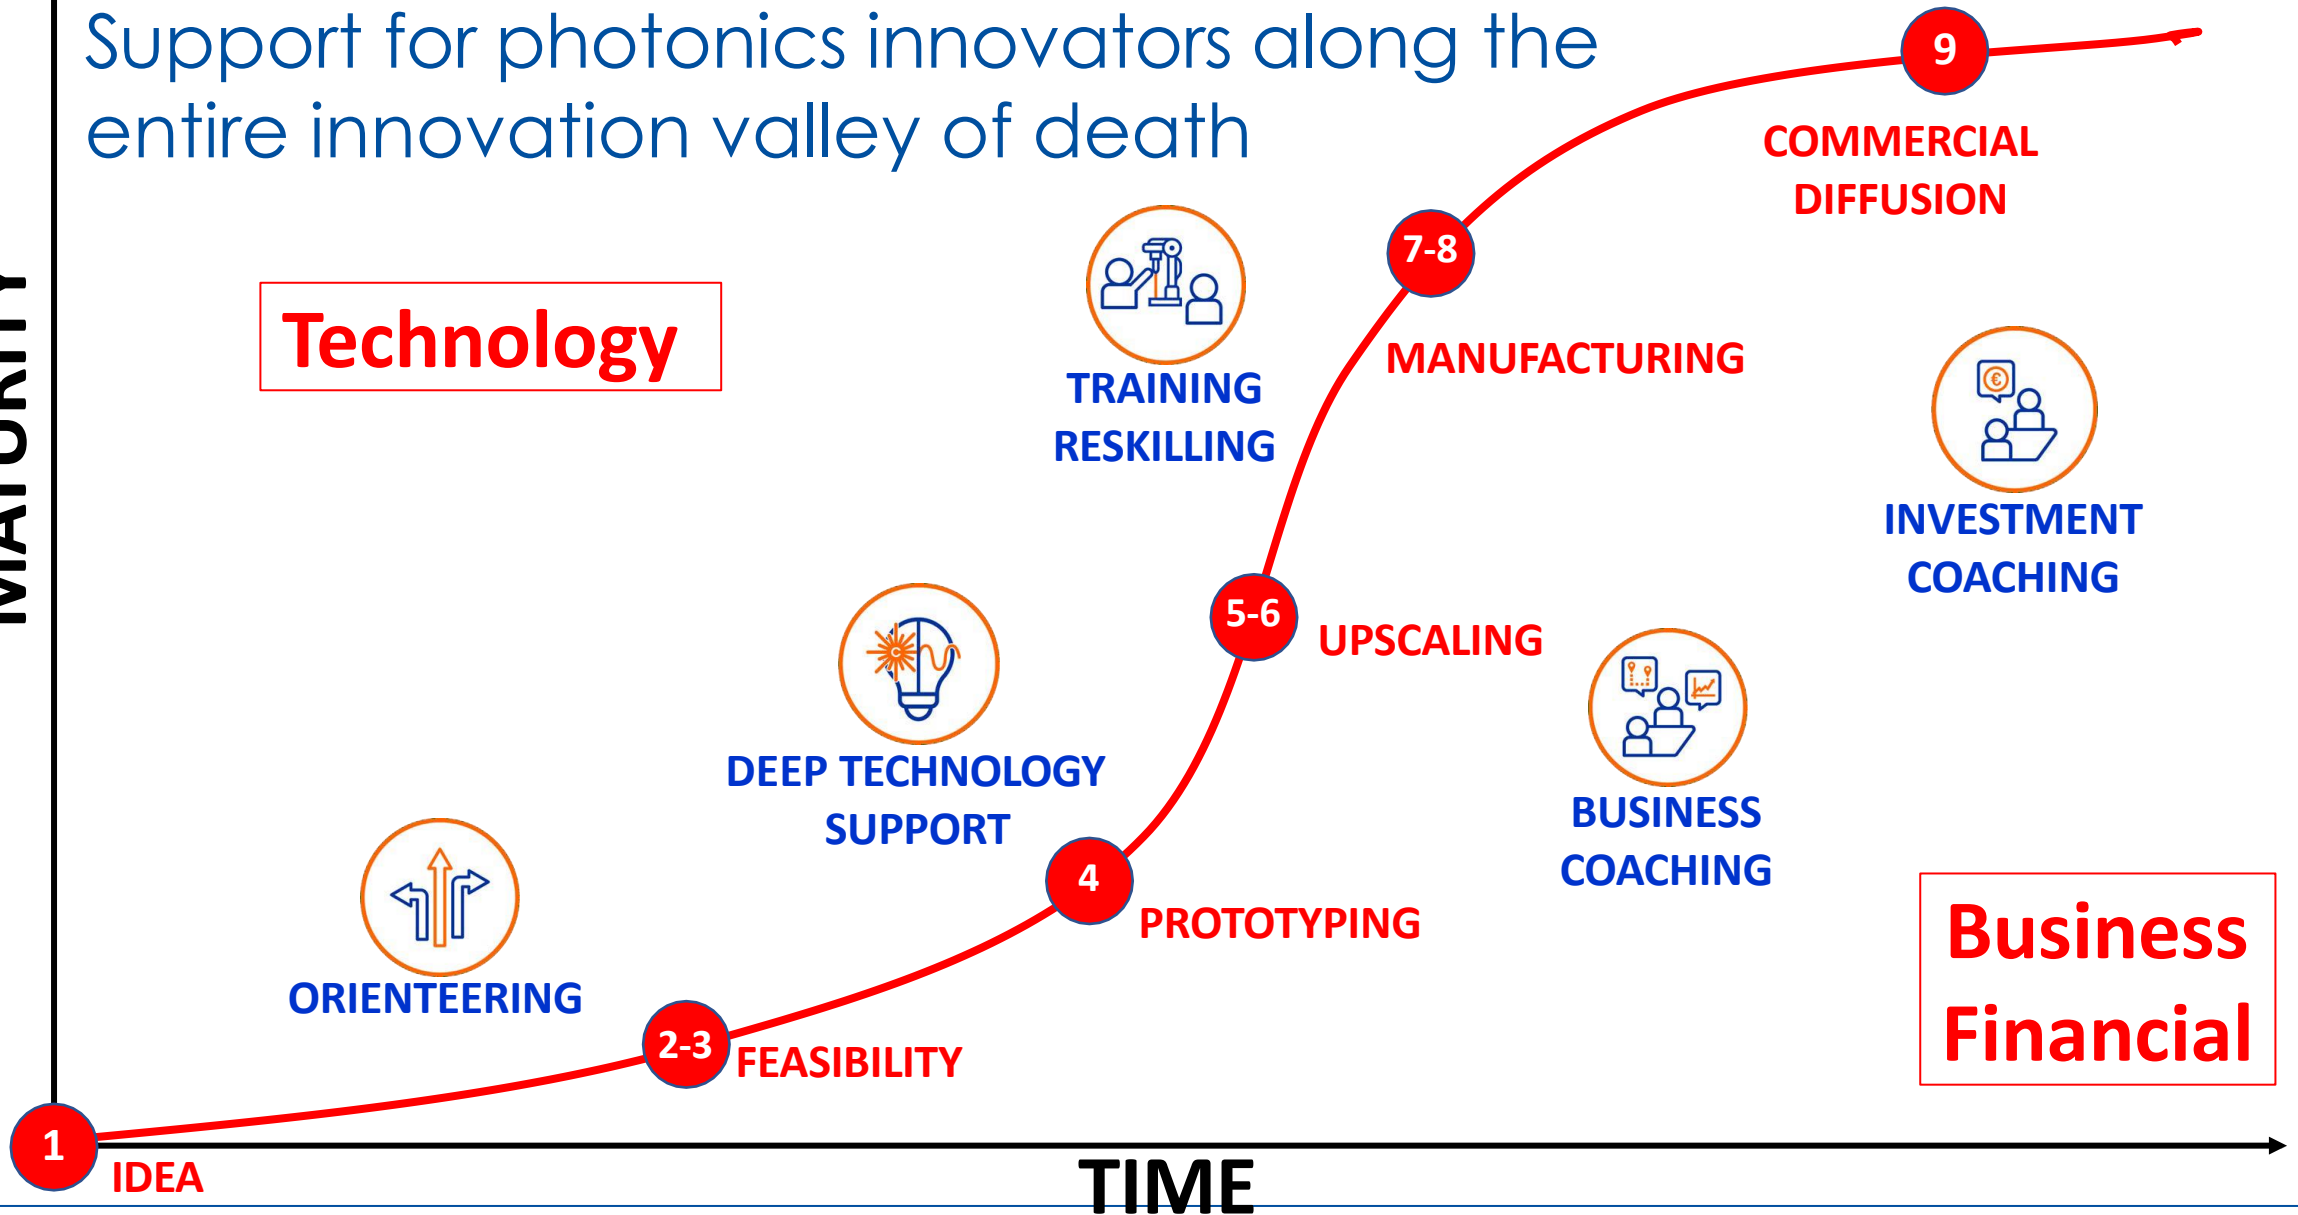 Support for photonics innovators along the
entire innovation valley of death
9
COMMERCIAL
DIFFUSION
7-8
MANUFACTURING
Technology
TRAINING
RESKILLING
€
INVESTMENT
COACHING
MATURITY
5-6
UPSCALING
DEEP TECHNOLOGY
SUPPORT
BUSINESS
COACHING
4
PROTOTYPING
Business
Financial
ORIENTEERING
2-3
FEASIBILITY
1
IDEA
TIME